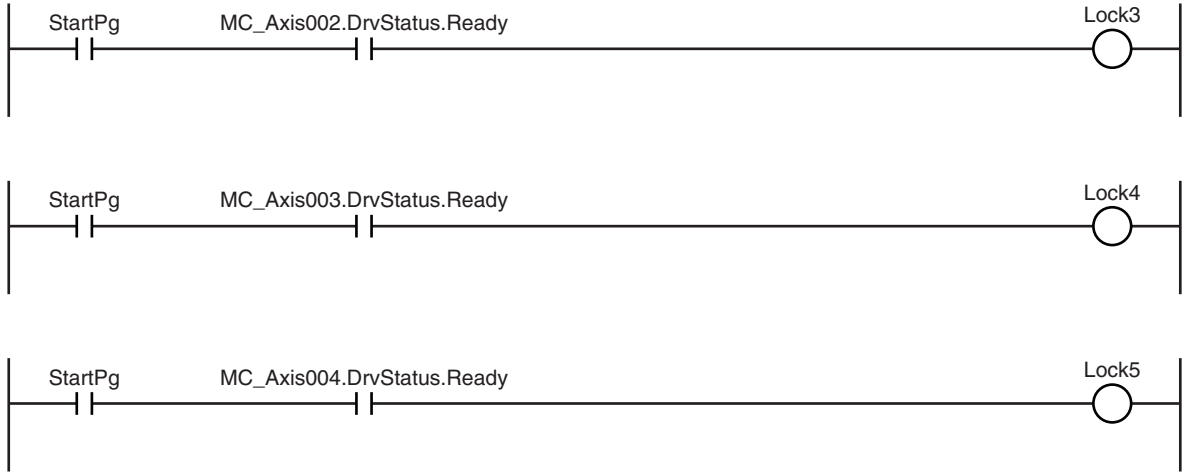 StartPg MC_Axis002.DrvStatus.Ready Lock3
StartPg MC_Axis003.DrvStatus.Ready Lock4
StartPg MC_Axis004.DrvStatus.Ready Lock5